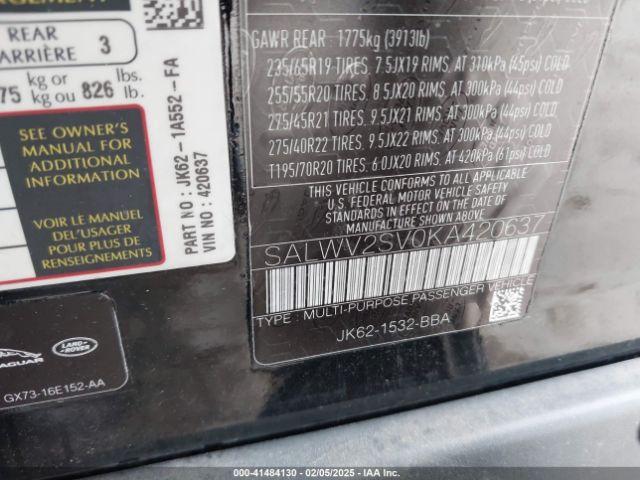 REAR
ARRIÈRE
3
kg or
lbs.
kg ou 826 lb.
SEE OWNER'S
MANUAL FOR
ADDITIONAL
INFORMATION
VOIR LE MANUEL
DEL'USAGER
POUR PLUS DE
RENSEIGNEMENTS
PART NO : JK62-1A552-FA
VIN NO : 420637
LAND-
ROVER
JAGUAR
GX73-16E152-AA
GAWR REAR : 1775kg (3913lb)
235/65R19 TIRES, 7.5JX19 RIMS, AT 310kPa (45psi) COLD
255/55R20 TIRES, 8.5JX20 RIMS, AT 300kPa (44psi) COLD
275/45R21 TIRES, 9.5JX21 RIMS, AT 300kPa (44psi) COLD
275/40R22 TIRES, 9.5JX22 RIMS, AT 300kPa (44psi) COLD
T195/70R20 TIRES, 6.0JX20 RIMS, AT 420kPa (61psi) COLD
THIS VEHICLE CONFORMS TO ALL APPLICABLE
U.S. FEDERAL MOTOR VEHICLE SAFETY
STANDARDS IN EFFECT ON THE DATE OF
MANUFACTURE SHOWN ABOVE.
SALWV2SV0KA420637
TYPE : MULTI-PURPOSE PASSENGER VEHICLE
JK62-1532-BBA
000-41484130 - 02/05/2025 - IAA Inc.